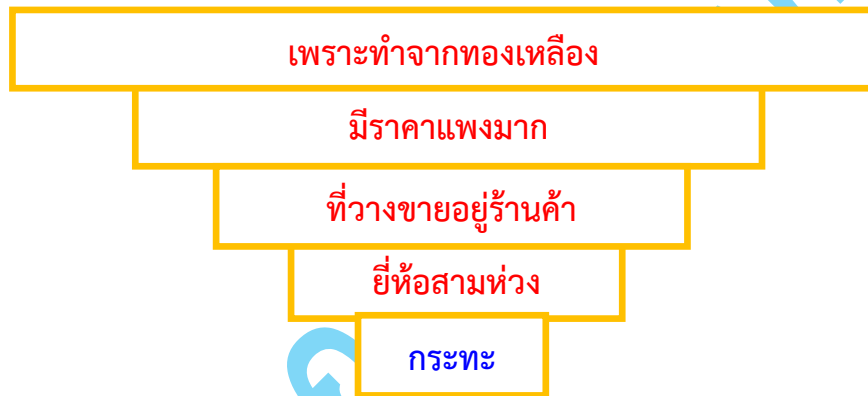 เพราะทำจากทองเหลือง
มีราคาแพงมาก
ที่วางขายอยู่ร้านค้า
ยี่ห้อสามห่วง
กระทะ